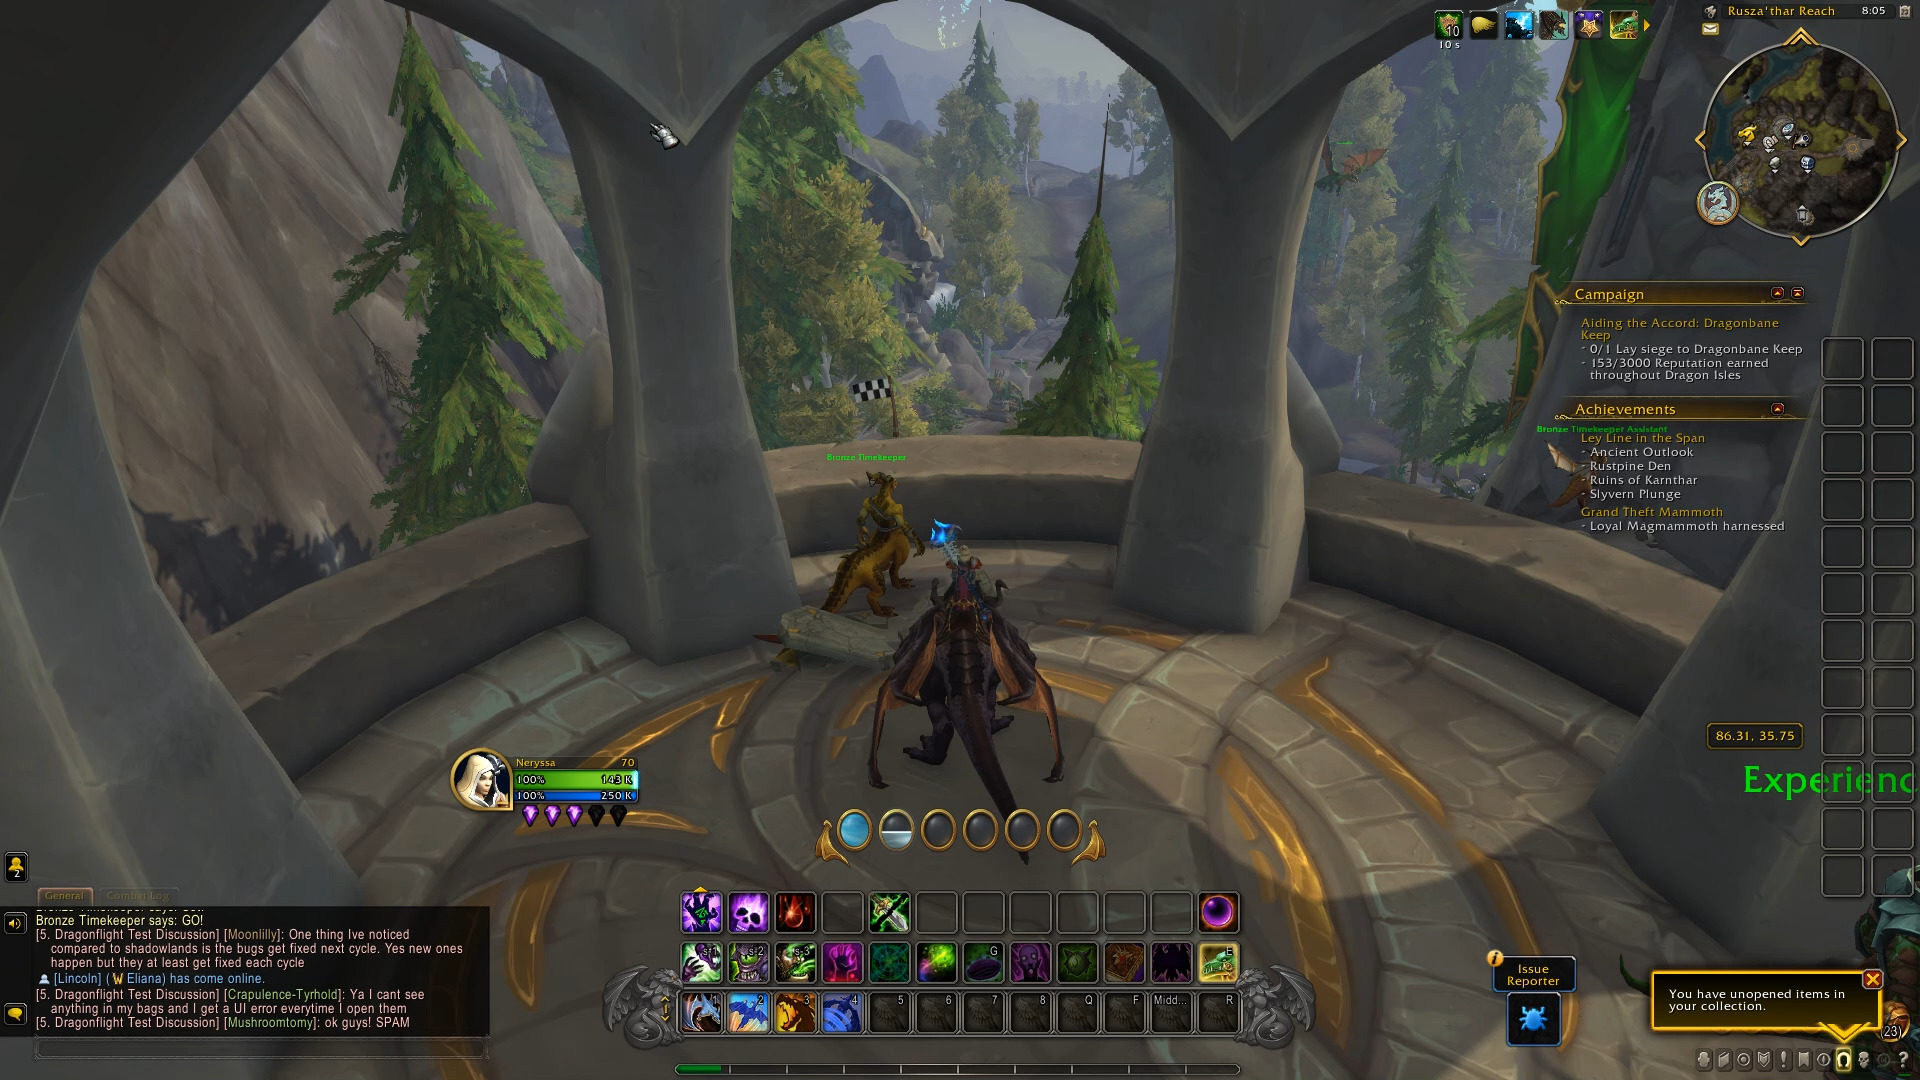 10
10 s
Rusza'thar Reach
8:05
Campaign
Aiding the Accord: Dragonbane
Keep
- 0/1 Lay siege to Dragonbane Keep
- 153/3000 Reputation earned
throughout Dragon Isles
Achievements
Bronze Timekeeper Assistant
Ley Line in the Span
- Ancient Outlook
- Rustpine Den
- Ruins of Karnthar
- Slyvern Plunge
Grand Theft Mammoth
- Loyal Magmammoth harnessed
Bronze Timekeeper
86.31, 35.75
Experienc
Neryssa 70
100% 143 K
100% 250 K
2
General
Combat Log
Bronze Timekeeper says: GO!
[5. Dragonflight Test Discussion] [Moonlilly]: One thing Ive noticed
compared to shadowlands is the bugs get fixed next cycle. Yes new ones
happen but they at least get fixed each cycle
[Lincoln] (Eliana) has come online.
[5. Dragonflight Test Discussion] [Crapulence-Tyrhold]: Ya I cant see
anything in my bags and I get a UI error everytime I open them
[5. Dragonflight Test Discussion] [Mushroomtomy]: ok guys! SPAM
s-1 s-2 s-3 G E
1 2 3 4 5 6 7 8 Q F Midd... R
Issue
Reporter
You have unopened items in
your collection.
(23)